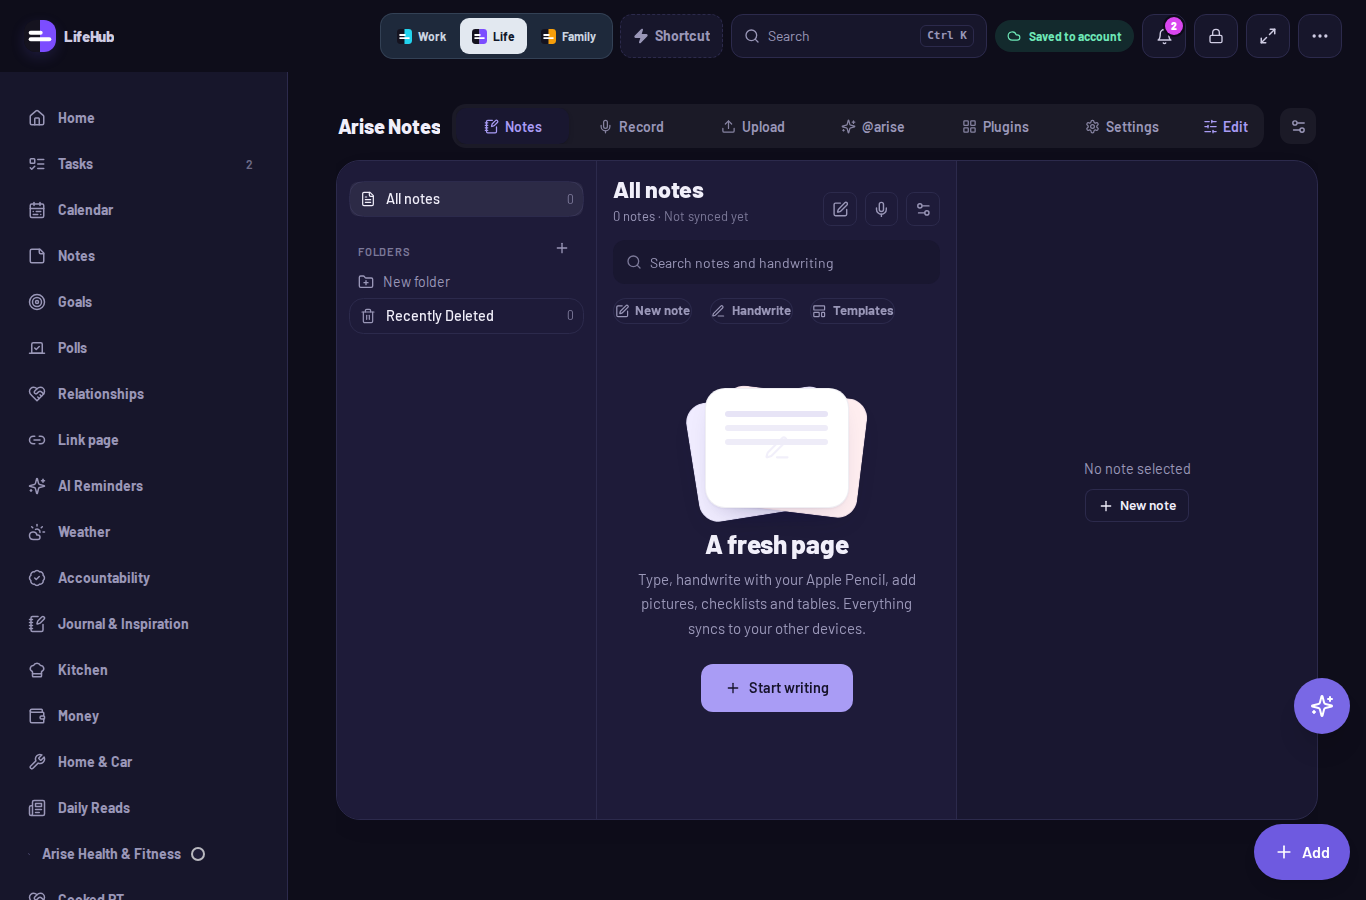 LifeHub
Work
Life
Family
Shortcut
Search
Ctrl K
Saved to account
2
Home
Tasks
2
Calendar
Notes
Goals
Polls
Relationships
Link page
AI Reminders
Weather
Accountability
Journal & Inspiration
Kitchen
Money
Home & Car
Daily Reads
Arise Health & Fitness
Cooked PT
Arise Notes
Notes
Record
Upload
@arise
Plugins
Settings
Edit
All notes
0
FOLDERS
New folder
Recently Deleted
0
All notes
0 notes · Not synced yet
Search notes and handwriting
New note
Handwrite
Templates
A fresh page
Type, handwrite with your Apple Pencil, add
pictures, checklists and tables. Everything
syncs to your other devices.
Start writing
No note selected
New note
Add